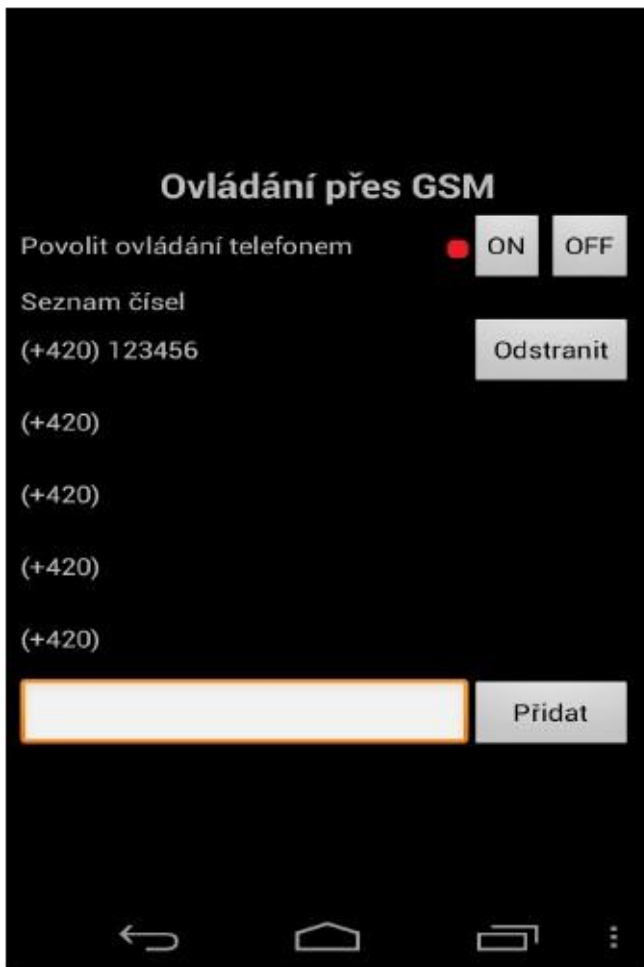 Ovládání přes GSM
Povolit ovládání telefonem ON OFF
Seznam čísel
(+420) 123456 Odstranit
(+420)
(+420)
(+420)
(+420)
Přidat